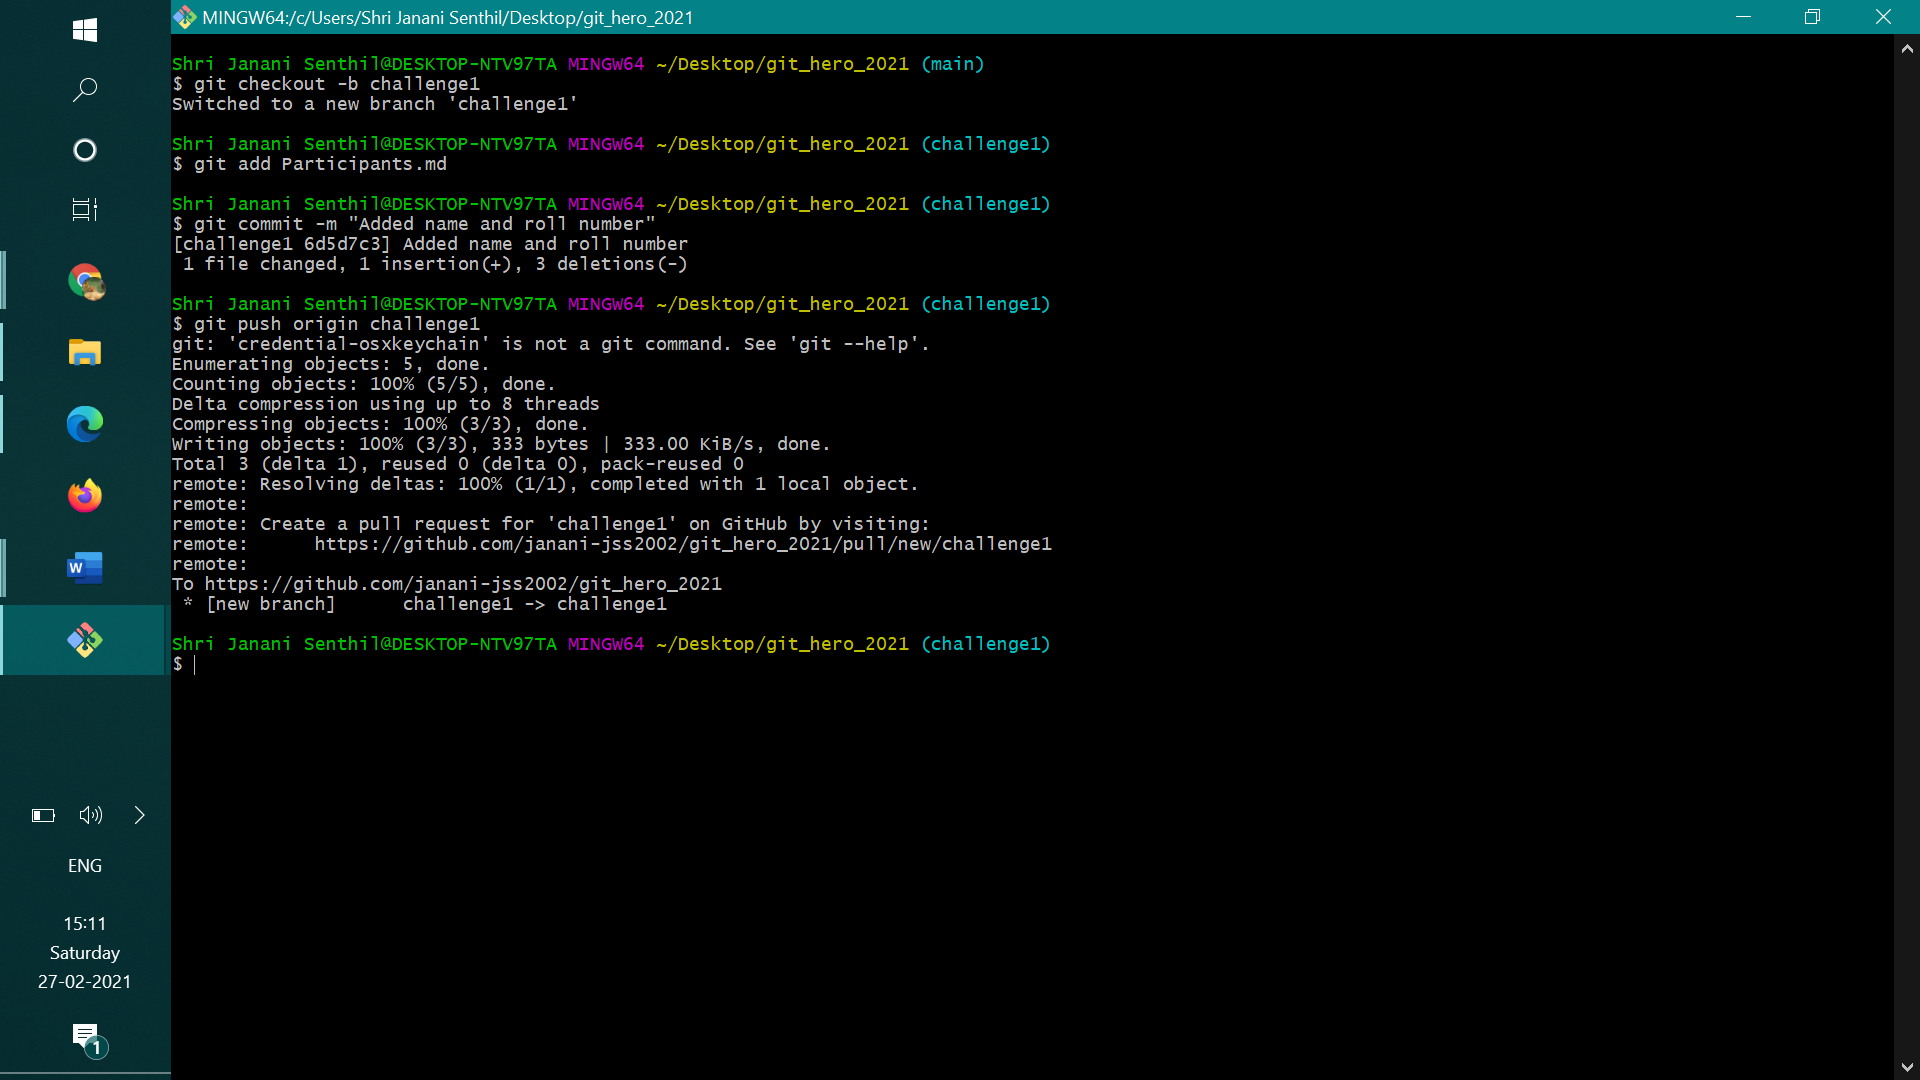 MINGW64:/c/Users/Shri Janani Senthil/Desktop/git_hero_2021
Shri Janani Senthil@DESKTOP-NTV97TA MINGW64 ~/Desktop/git_hero_2021 (main)
$ git checkout -b challenge1
Switched to a new branch 'challenge1'
Shri Janani Senthil@DESKTOP-NTV97TA MINGW64 ~/Desktop/git_hero_2021 (challenge1)
$ git add Participants.md
Shri Janani Senthil@DESKTOP-NTV97TA MINGW64 ~/Desktop/git_hero_2021 (challenge1)
$ git commit -m "Added name and roll number"
[challenge1 6d5d7c3] Added name and roll number
 1 file changed, 1 insertion(+), 3 deletions(-)
Shri Janani Senthil@DESKTOP-NTV97TA MINGW64 ~/Desktop/git_hero_2021 (challenge1)
$ git push origin challenge1
git: 'credential-osxkeychain' is not a git command. See 'git --help'.
Enumerating objects: 5, done.
Counting objects: 100% (5/5), done.
Delta compression using up to 8 threads
Compressing objects: 100% (3/3), done.
Writing objects: 100% (3/3), 333 bytes | 333.00 KiB/s, done.
Total 3 (delta 1), reused 0 (delta 0), pack-reused 0
remote: Resolving deltas: 100% (1/1), completed with 1 local object.
remote:
remote: Create a pull request for 'challenge1' on GitHub by visiting:
remote:      https://github.com/janani-jss2002/git_hero_2021/pull/new/challenge1
remote:
To https://github.com/janani-jss2002/git_hero_2021
 * [new branch]      challenge1 -> challenge1
Shri Janani Senthil@DESKTOP-NTV97TA MINGW64 ~/Desktop/git_hero_2021 (challenge1)
$
W
ENG
15:11
Saturday
27-02-2021
1